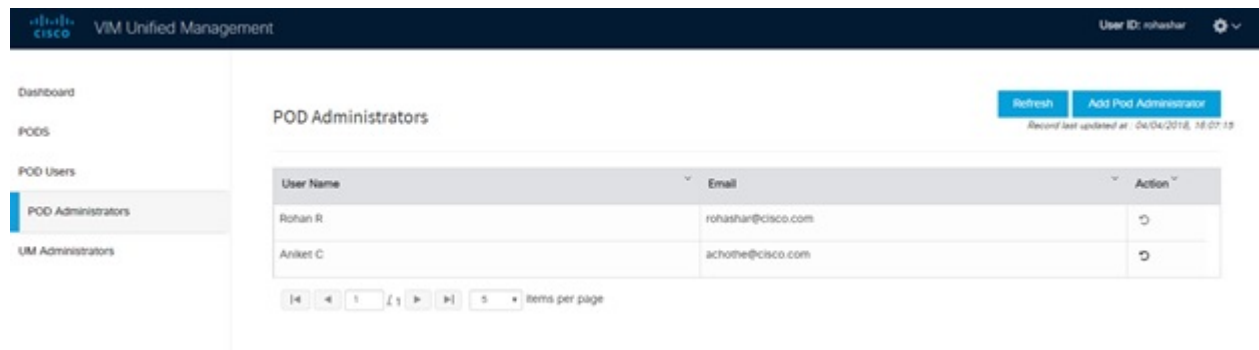 CISCO VIM Unified Management
User ID: rohashar
Dashboard
PODS
POD Users
POD Administrators
UM Administrators
POD Administrators
Refresh
Add Pod Administrator
Record last updated at : 04/04/2018, 16:07:15
User Name Email Action
Rohan R rohashar@cisco.com
Aniket C achothe@cisco.com
1 / 1 5 items per page